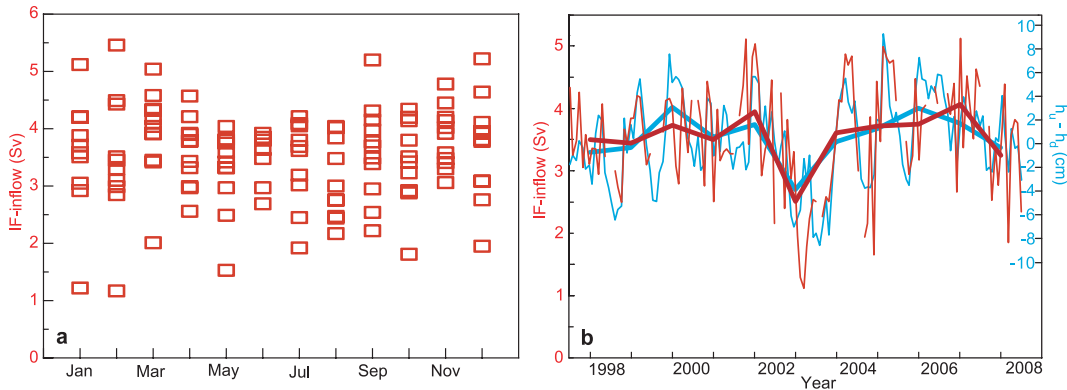 6
5
4
3
2
1
0
IF-inflow (Sv)
Jan
Mar
May
Jul
Sep
Nov
a
5
4
3
2
1
0
IF-inflow (Sv)
1998
2000
2002
2004
2006
2008
Year
b
10
8
6
4
2
0
-2
-4
-6
-8
-10
hu - hd (cm)